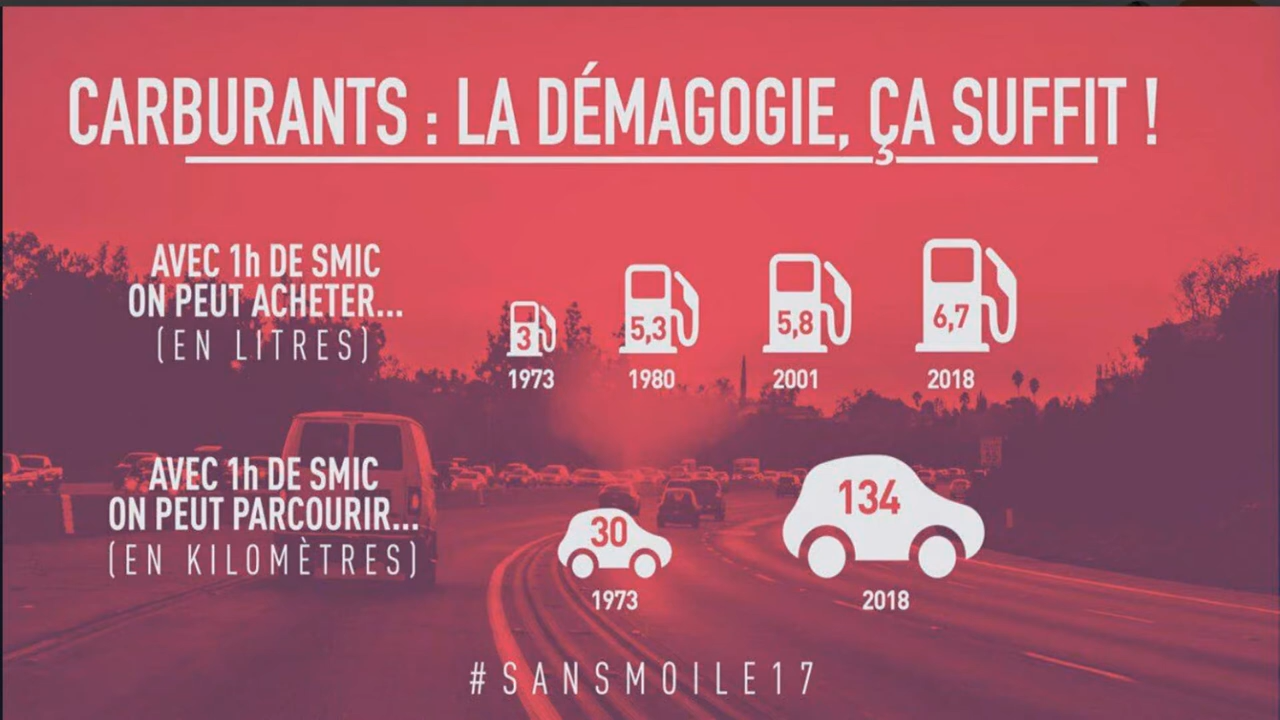 CARBURANTS : LA DÉMAGOGIE, ÇA SUFFIT !
AVEC 1h DE SMIC
ON PEUT ACHETER...
(EN LITRES)
3
5,3
5,8
6,7
1973
1980
2001
2018
AVEC 1h DE SMIC
ON PEUT PARCOURIR...
(EN KILOMÈTRES)
30
134
1973
2018
#SANSMOILE17